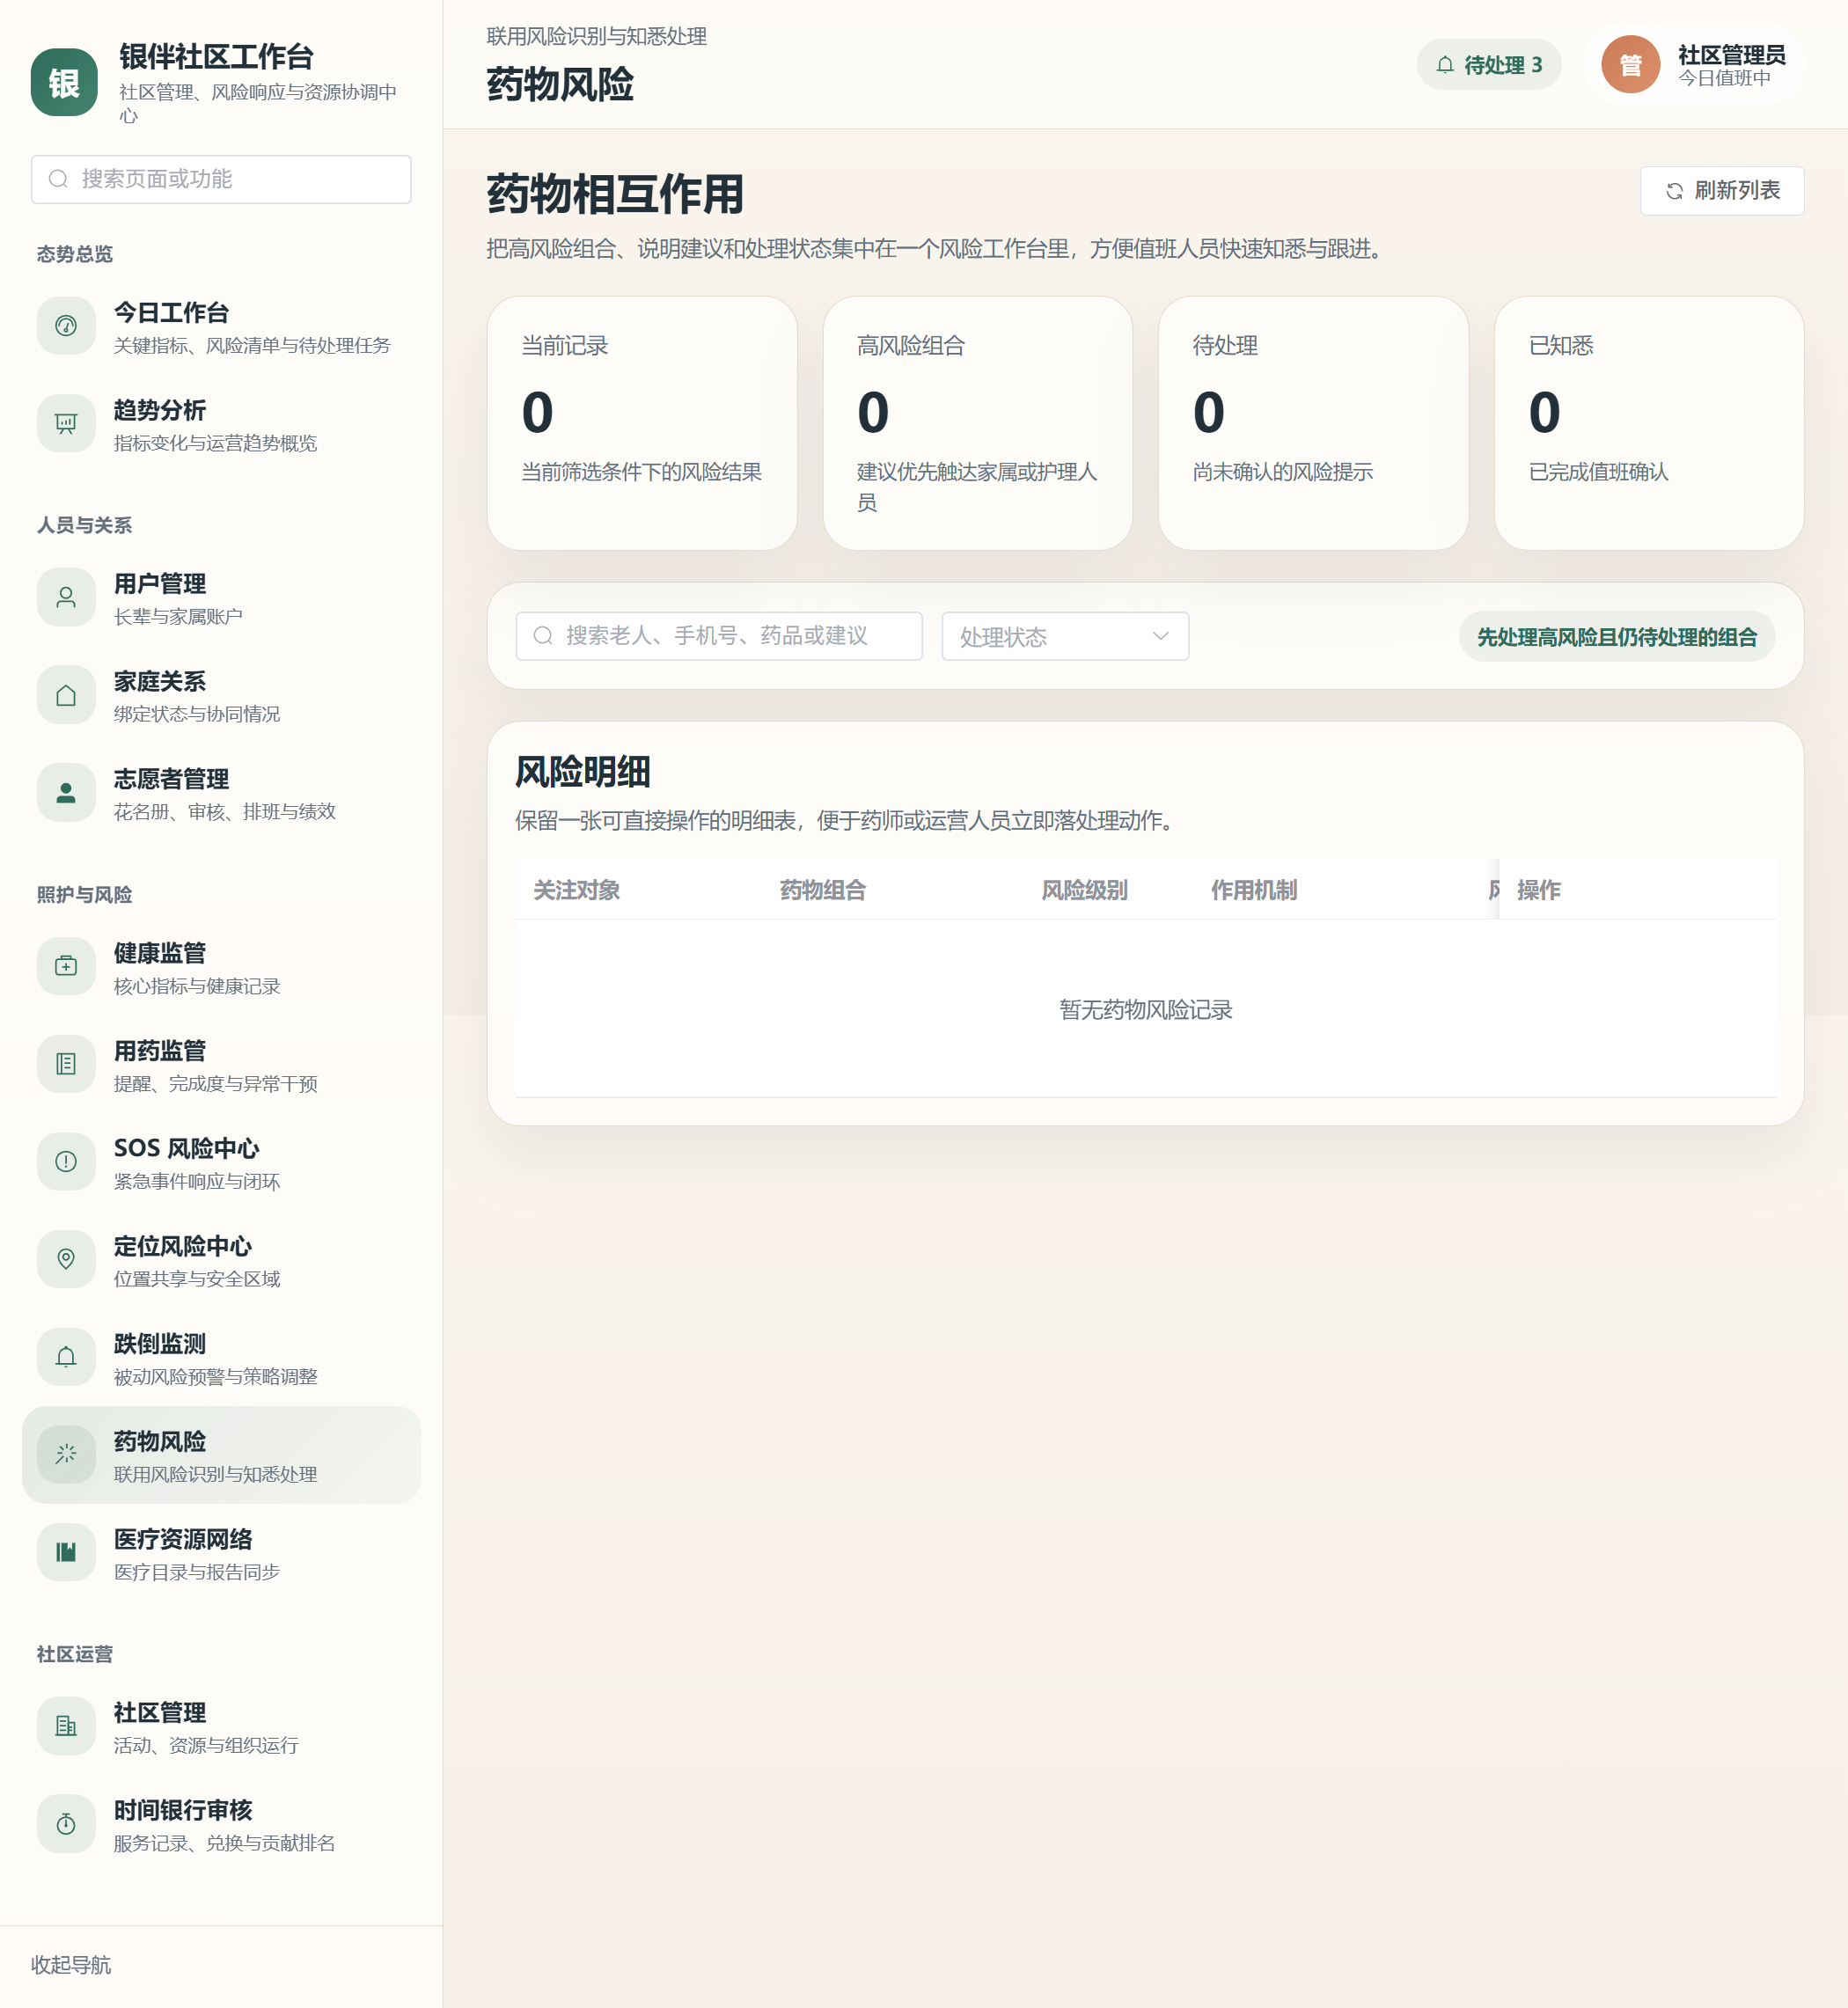 银
银伴社区工作台
社区管理、风险响应与资源协调中
心
搜索页面或功能
态势总览
今日工作台
关键指标、风险清单与待处理任务
趋势分析
指标变化与运营趋势概览
人员与关系
用户管理
长辈与家属账户
家庭关系
绑定状态与协同情况
志愿者管理
花名册、审核、排班与绩效
照护与风险
健康监管
核心指标与健康记录
用药监管
提醒、完成度与异常干预
SOS 风险中心
紧急事件响应与闭环
定位风险中心
位置共享与安全区域
跌倒监测
被动风险预警与策略调整
药物风险
联用风险识别与知悉处理
医疗资源网络
医疗目录与报告同步
社区运营
社区管理
活动、资源与组织运行
时间银行审核
服务记录、兑换与贡献排名
收起导航
联用风险识别与知悉处理
药物风险
待处理 3
管
社区管理员
今日值班中
药物相互作用
刷新列表
把高风险组合、说明建议和处理状态集中在一个风险工作台里，方便值班人员快速知悉与跟进。
当前记录
0
当前筛选条件下的风险结果
高风险组合
0
建议优先触达家属或护理人
员
待处理
0
尚未确认的风险提示
已知悉
0
已完成值班确认
搜索老人、手机号、药品或建议
处理状态
先处理高风险且仍待处理的组合
风险明细
保留一张可直接操作的明细表，便于药师或运营人员立即落处理动作。
关注对象 药物组合 风险级别 作用机制 操作
暂无药物风险记录